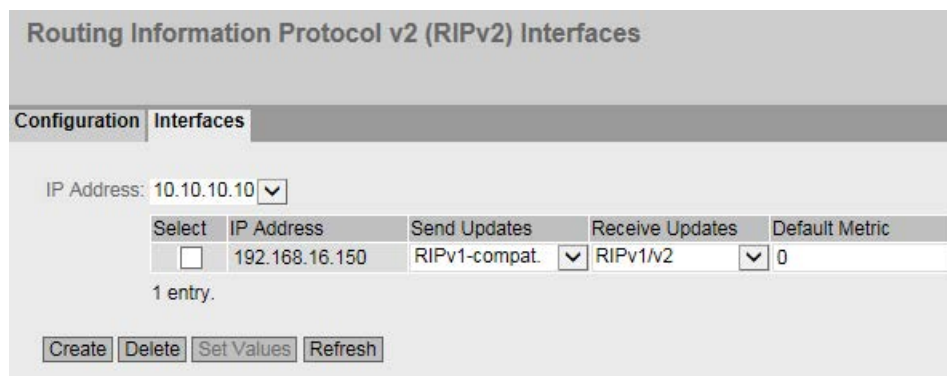 Routing Information Protocol v2 (RIPv2) Interfaces
Configuration Interfaces
IP Address: 10.10.10.10
Select IP Address Send Updates Receive Updates Default Metric
192.168.16.150 RIPv1-compat. RIPv1/v2 0
1 entry.
Create Delete Set Values Refresh